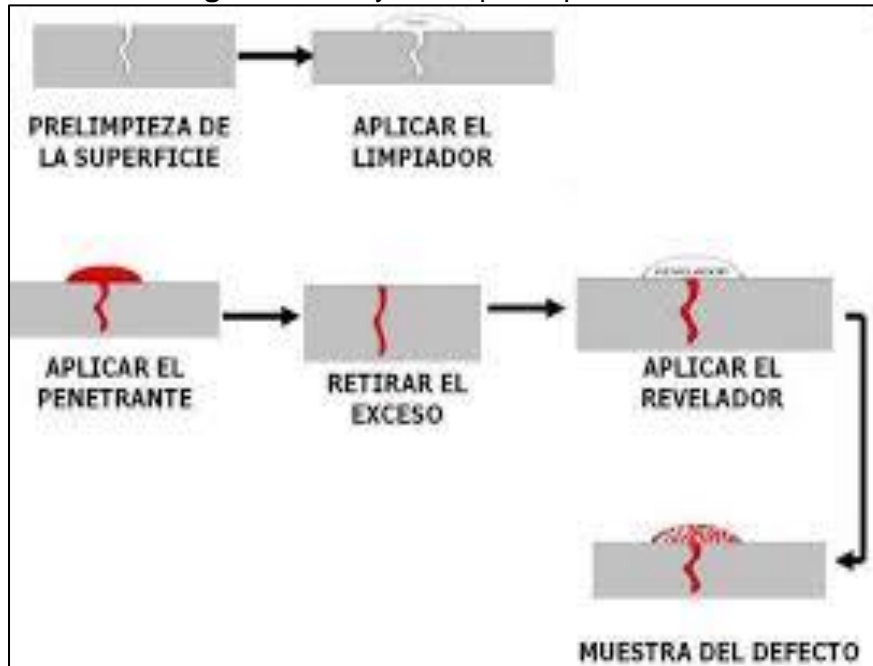 PRELIMPIEZA DE
LA SUPERFICIE
APLICAR EL
LIMPIADOR
APLICAR EL
PENETRANTE
RETIRAR EL
EXCESO
APLICAR EL
REVELADOR
MUESTRA DEL DEFECTO